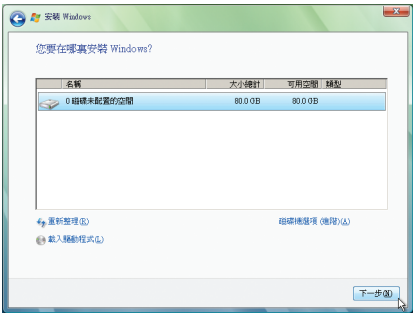 安裝 Windows
您要在哪裏安裝 Windows?
名稱 大小總計 可用空間 類型
0 磁碟未配置的空間 80.0 GB 80.0 GB
重新整理(R) 磁碟機選項 (進階)(A)
載入驅動程式(L)
下一步(N)